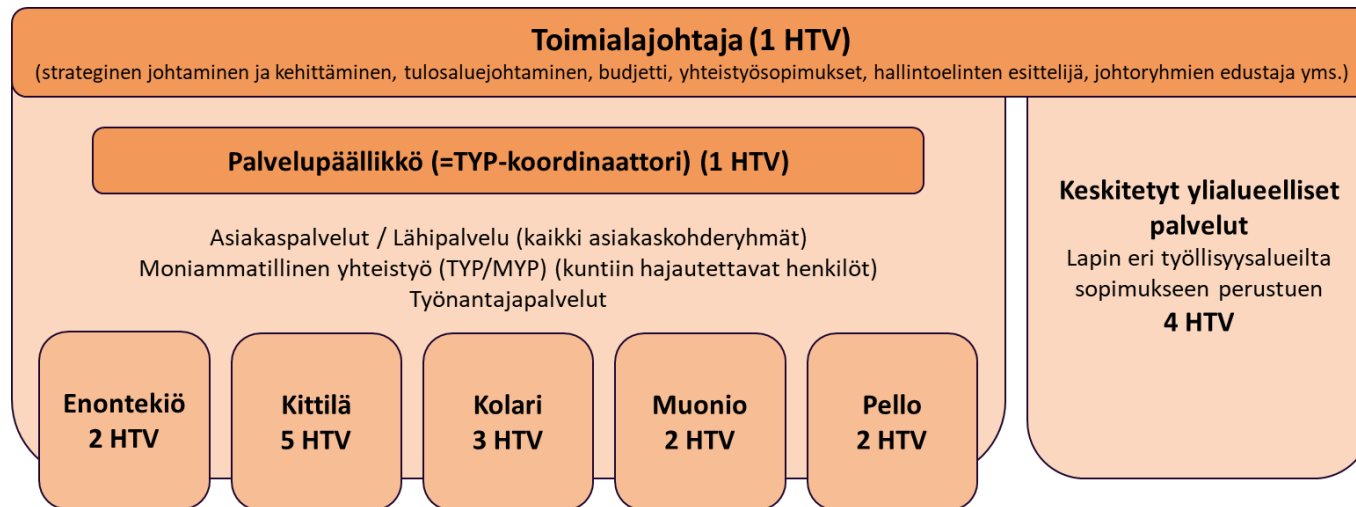 Toimialajohtaja (1 HTV)
(strateginen johtaminen ja kehittäminen, tulosaluejohtaminen, budjetti, yhteistyösopimukset, hallintoelinten esittelijä, johtoryhmien edustaja yms.)
Palvelupäällikkö (=TYP-koordinaattori) (1 HTV)
Asiakaspalvelut / Lähipalvelu (kaikki asiakaskohderyhmät)
Moniammatillinen yhteistyö (TYP/MYP) (kuntiin hajautettavat henkilöt)
Työnantajapalvelut
Enontekiö
2 HTV
Kittilä
5 HTV
Kolari
3 HTV
Muonio
2 HTV
Pello
2 HTV
Keskitetyt ylialueelliset
palvelut
Lapin eri työllisyysalueilta
sopimukseen perustuen
4 HTV